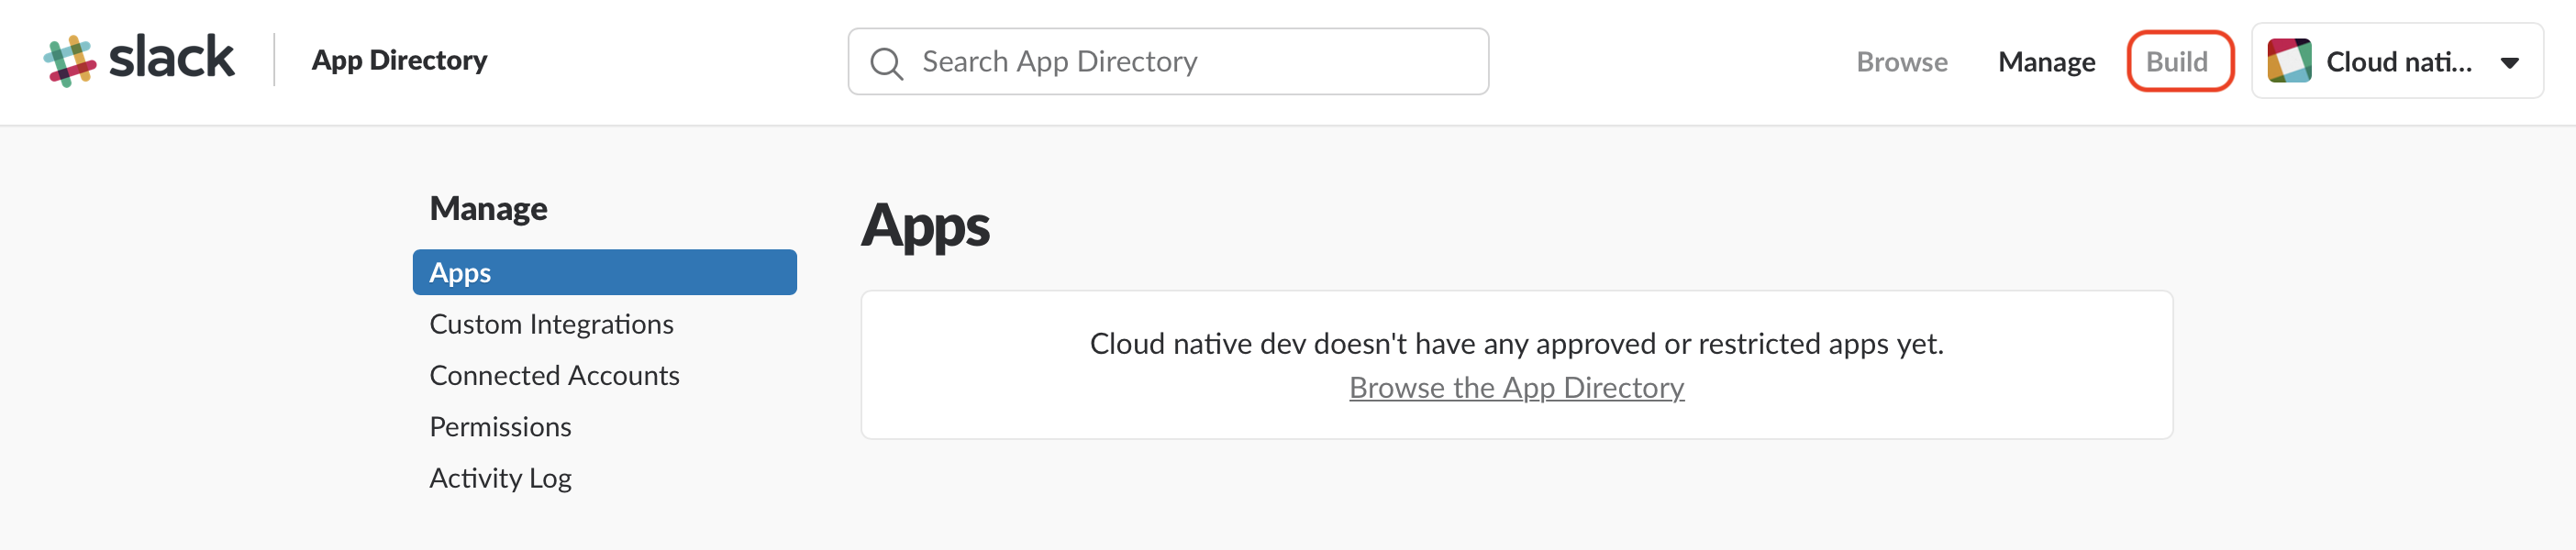 slack
App Directory
Search App Directory
Browse
Manage
Build
Cloud nati...
Manage
Apps
Custom Integrations
Connected Accounts
Permissions
Activity Log
Apps
Cloud native dev doesn't have any approved or restricted apps yet.
Browse the App Directory